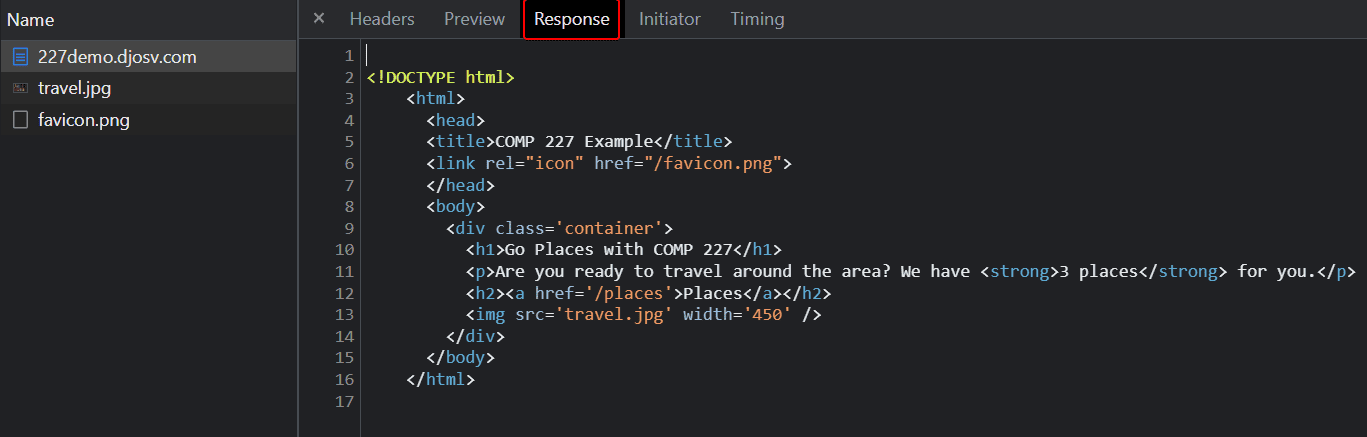 Name
227demo.djosv.com
travel.jpg
favicon.png
× Headers Preview Response Initiator Timing
1
2 <!DOCTYPE html>
3     <html>
4       <head>
5       <title>COMP 227 Example</title>
6       <link rel="icon" href="/favicon.png">
7       </head>
8       <body>
9         <div class='container'>
10           <h1>Go Places with COMP 227</h1>
11           <p>Are you ready to travel around the area? We have <strong>3 places</strong> for you.</p>
12           <h2><a href='/places'>Places</a></h2>
13           <img src='travel.jpg' width='450' />
14         </div>
15       </body>
16     </html>
17